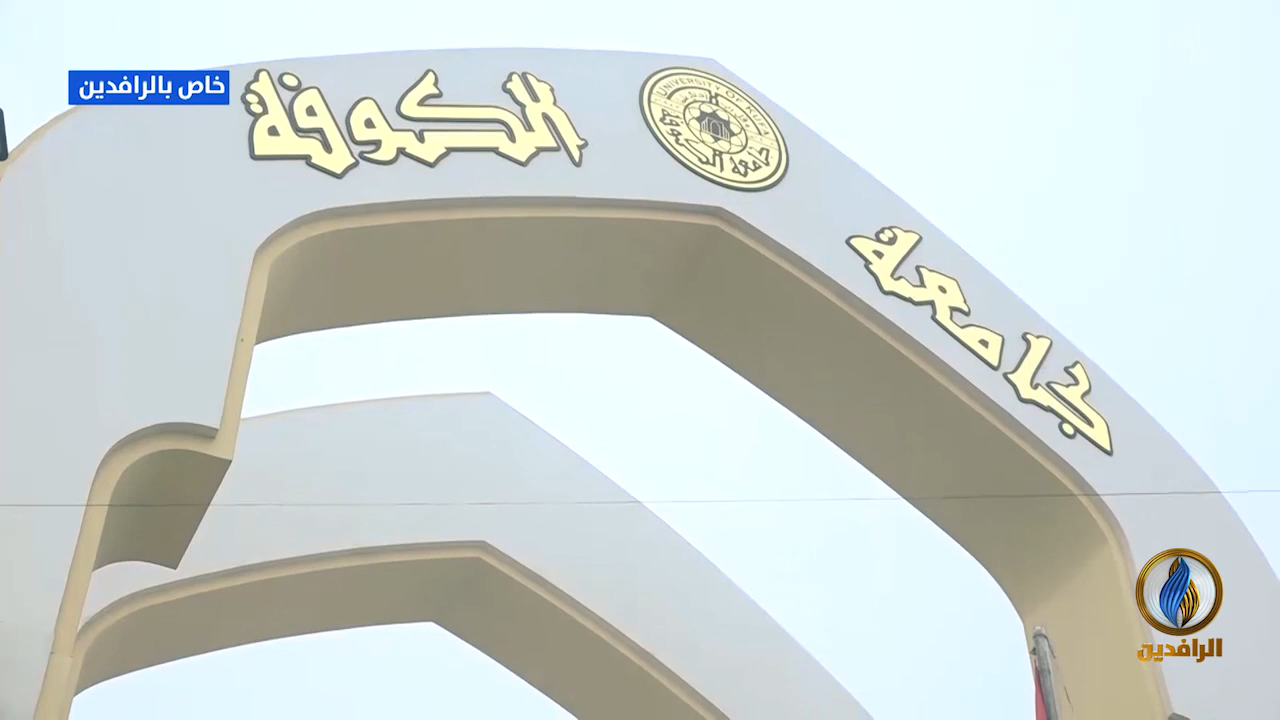 خاص بالرافدين
جامعة
UNIVERSITY OF KUFA
جامعة الكوفة
الكوفة
الرافدين